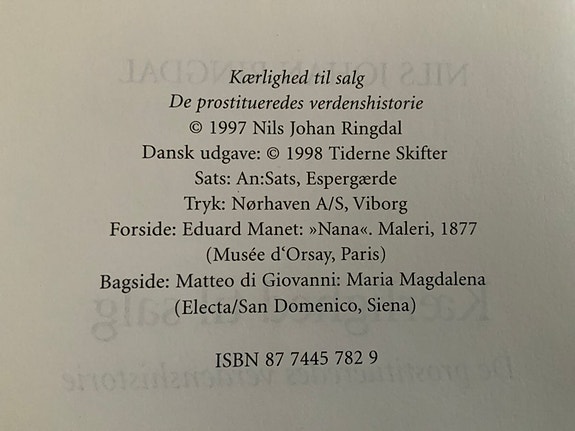 Kærlighed til salg
De prostitueredes verdenshistorie
© 1997 Nils Johan Ringdal
Dansk udgave: © 1998 Tiderne Skifter
Sats: An:Sats, Espergærde
Tryk: Nørhaven A/S, Viborg
Forside: Eduard Manet: »Nana«. Maleri, 1877
(Musée d‘Orsay, Paris)
Bagside: Matteo di Giovanni: Maria Magdalena
(Electa/San Domenico, Siena)
ISBN 87 7445 782 9